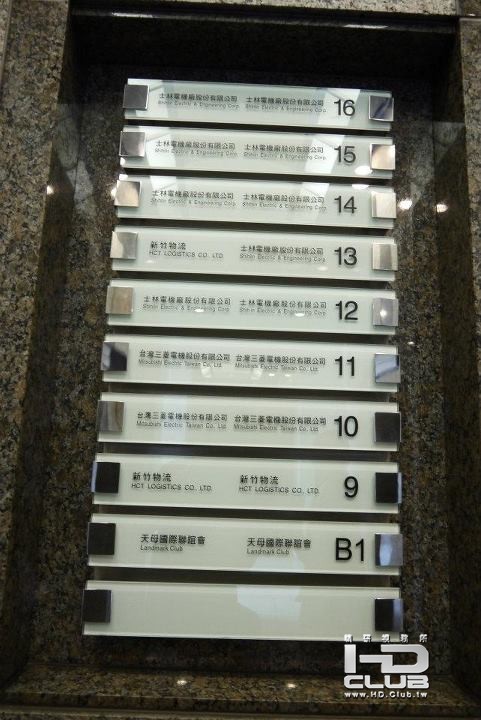 士林電機廠股份有限公司 士林電機廠股份有限公司 16
Shihlin Electric & Engineering Corp. Shihlin Electric & Engineering Corp.
士林電機廠股份有限公司 士林電機廠股份有限公司 15
Shihlin Electric & Engineering Corp. Shihlin Electric & Engineering Corp.
士林電機廠股份有限公司 士林電機廠股份有限公司 14
Shihlin Electric & Engineering Corp. Shihlin Electric & Engineering Corp.
新竹物流 士林電機廠股份有限公司 13
HCT LOGISTICS CO., LTD. Shihlin Electric & Engineering Corp.
士林電機廠股份有限公司 士林電機廠股份有限公司 12
Shihlin Electric & Engineering Corp. Shihlin Electric & Engineering Corp.
台灣三菱電機股份有限公司 台灣三菱電機股份有限公司 11
Mitsubishi Electric Taiwan Co., Ltd. Mitsubishi Electric Taiwan Co., Ltd.
台灣三菱電機股份有限公司 台灣三菱電機股份有限公司 10
Mitsubishi Electric Taiwan Co., Ltd. Mitsubishi Electric Taiwan Co., Ltd.
新竹物流 新竹物流 9
HCT LOGISTICS CO., LTD. HCT LOGISTICS CO., LTD.
天母國際聯誼會 天母國際聯誼會 B1
Landmark Club Landmark Club
HD
CLUB
www.HD.Club.tw